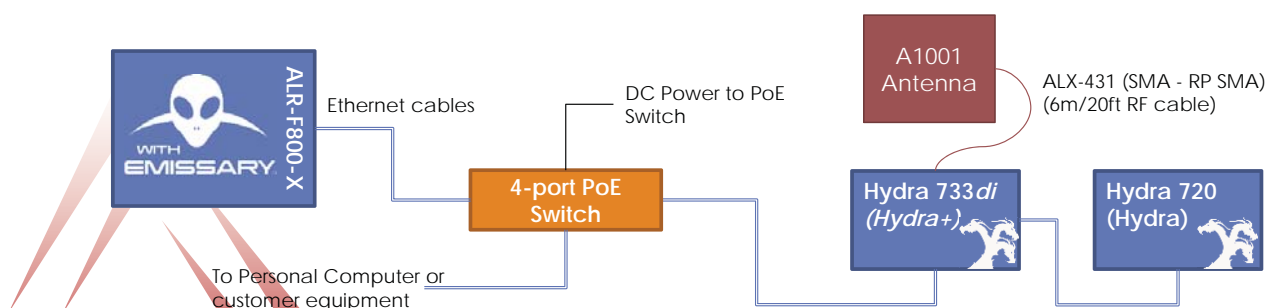 WITH
EMISSARY
ALR-F800-X
Ethernet cables
DC Power to PoE
Switch
A1001
Antenna
ALX-431 (SMA - RP SMA)
(6m/20ft RF cable)
4-port PoE
Switch
Hydra 733di
(Hydra+)
Hydra 720
(Hydra)
To Personal Computer or
customer equipment